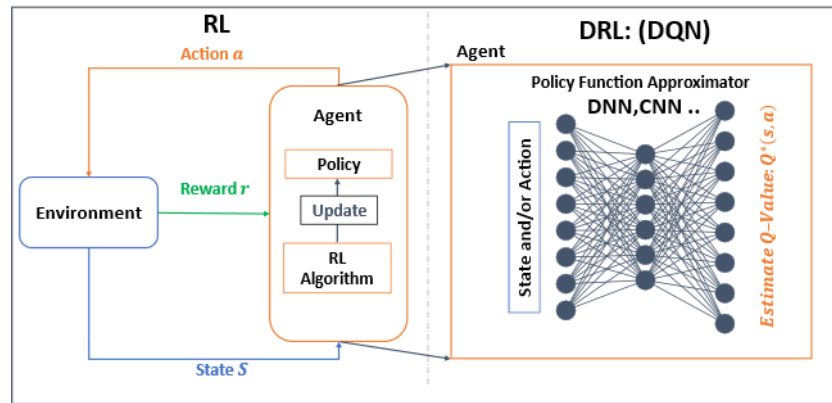 RL
Action a
Agent
Policy
Reward r
Update
Environment
RL
Algorithm
State S
DRL: (DQN)
Agent
Policy Function Approximator
DNN,CNN ..
State and/or Action
Estimate Q-Value: Q*(s,a)